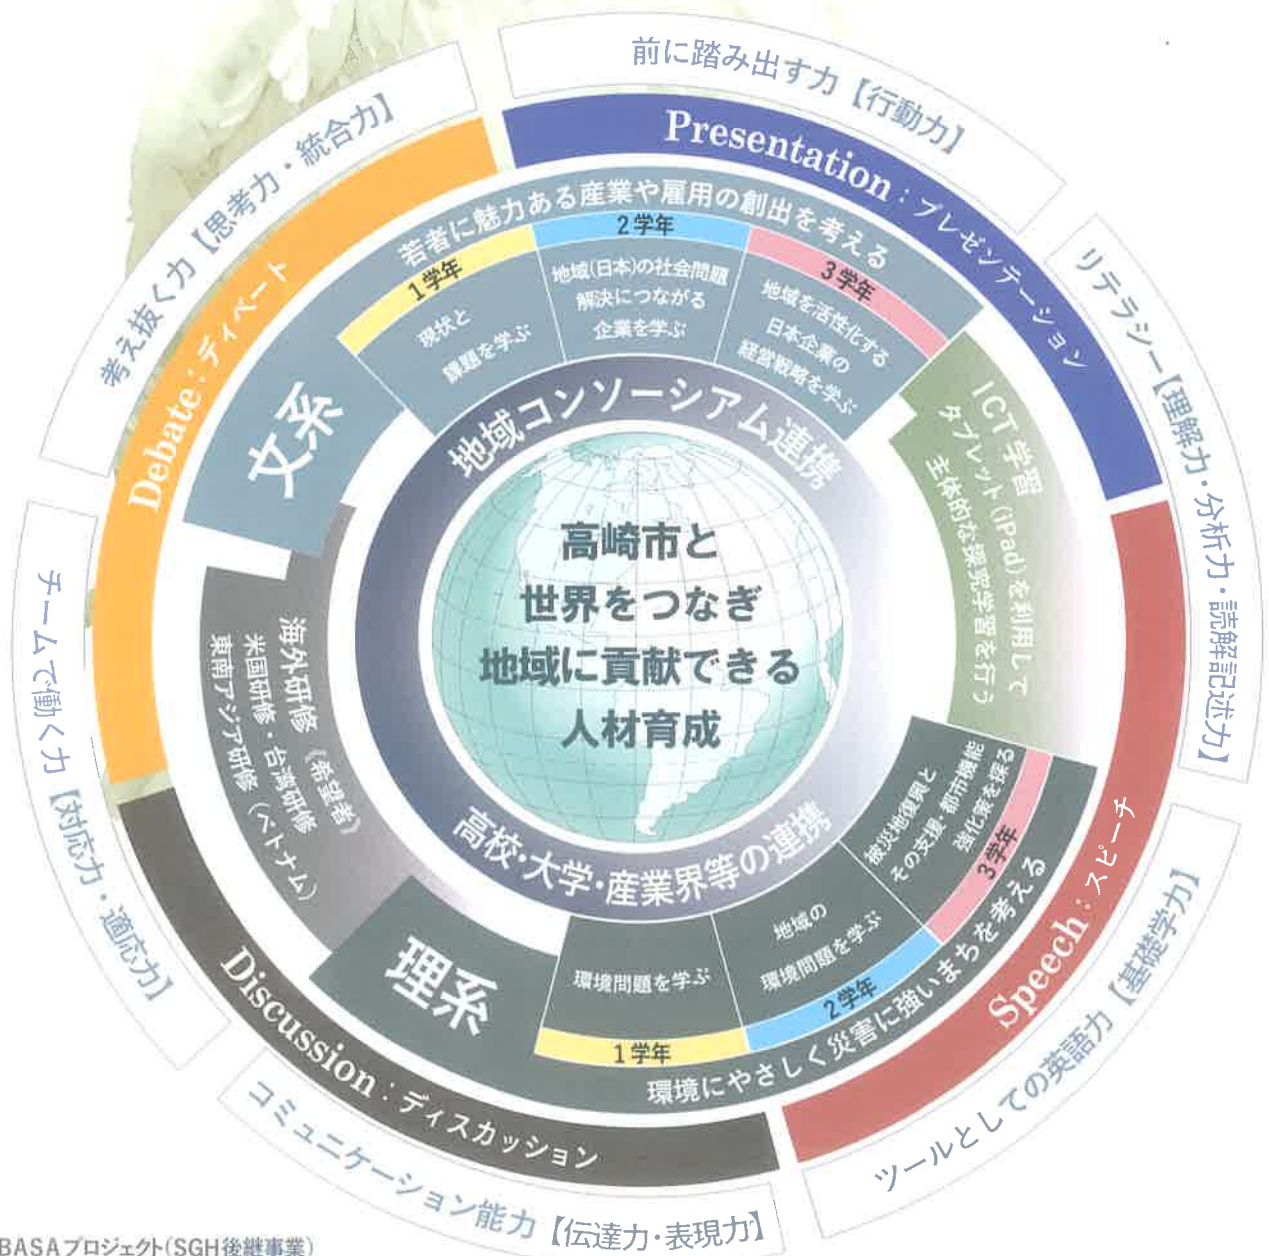 前に踏み出す力【行動力】
リテラシー【理解力・分析力・読解記述力】
ツールとしての英語力【基礎学力】
コミュニケーション能力【伝達力・表現力】
チームで働く力【対応力・適応力】
考え抜く力【思考力・統合力】
Presentation：プレゼンテーション
Speech：スピーチ
Discussion：ディスカッション
Debate：ディベート
文系
若者に魅力ある産業や雇用の創出を考える
1学年
現状と
課題を学ぶ
2学年
地域(日本)の社会問題
解決につながる
企業を学ぶ
3学年
地域を活性化する
日本企業の
経営戦略を学ぶ
ICT学習
タブレット(iPad)を利用して
主体的な探究学習を行う
理系
環境にやさしく災害に強いまちを考える
1学年
環境問題を学ぶ
2学年
地域の
環境問題を学ぶ
3学年
被災地復興と
その支援・都市機能
強化策を探る
海外研修《希望者》
米国研修・台湾研修
東南アジア研修（ベトナム）
地域コンソーシアム連携
高校・大学・産業界等の連携
高崎市と
世界をつなぎ
地域に貢献できる
人材育成
BASAプロジェクト(SGH後継事業)